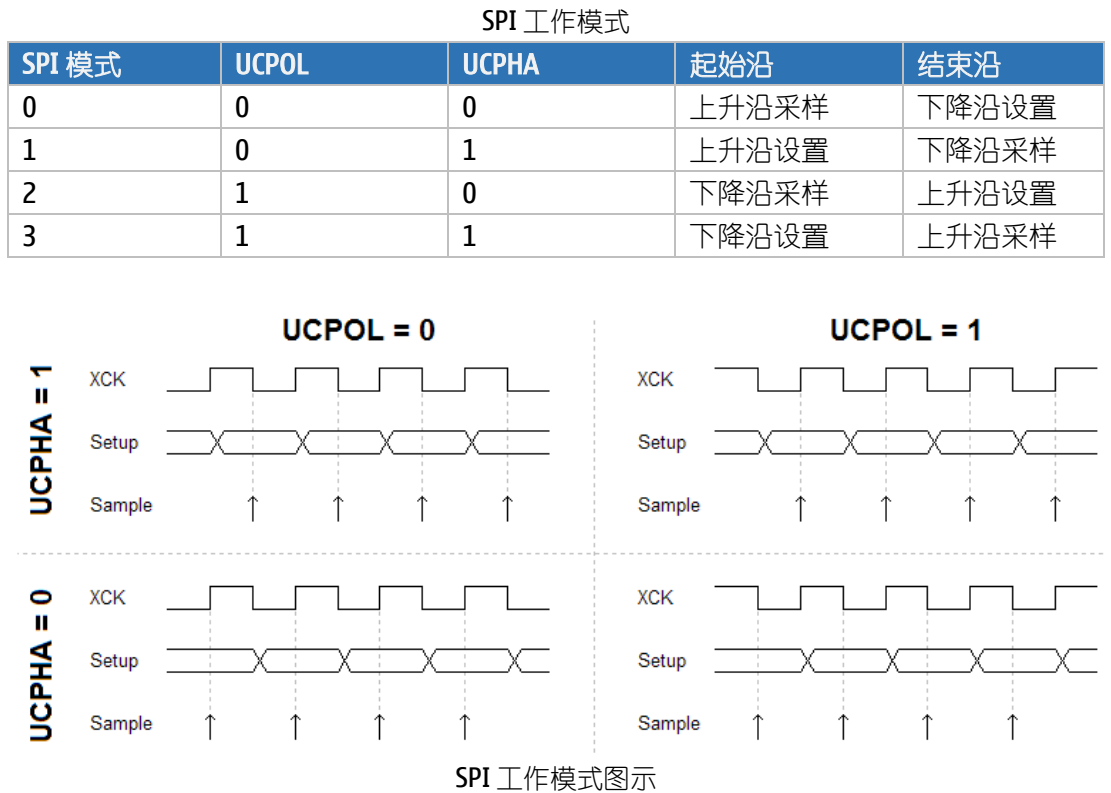 SPI 工作模式
SPI 模式 UCPOL UCPHA 起始沿 结束沿
0 0 0 上升沿采样 下降沿设置
1 0 1 上升沿设置 下降沿采样
2 1 0 下降沿采样 上升沿设置
3 1 1 下降沿设置 上升沿采样
UCPOL = 0 UCPOL = 1
UCPHA = 1
XCK XCK
Setup Setup
Sample Sample
UCPHA = 0
XCK XCK
Setup Setup
Sample Sample
SPI 工作模式图示